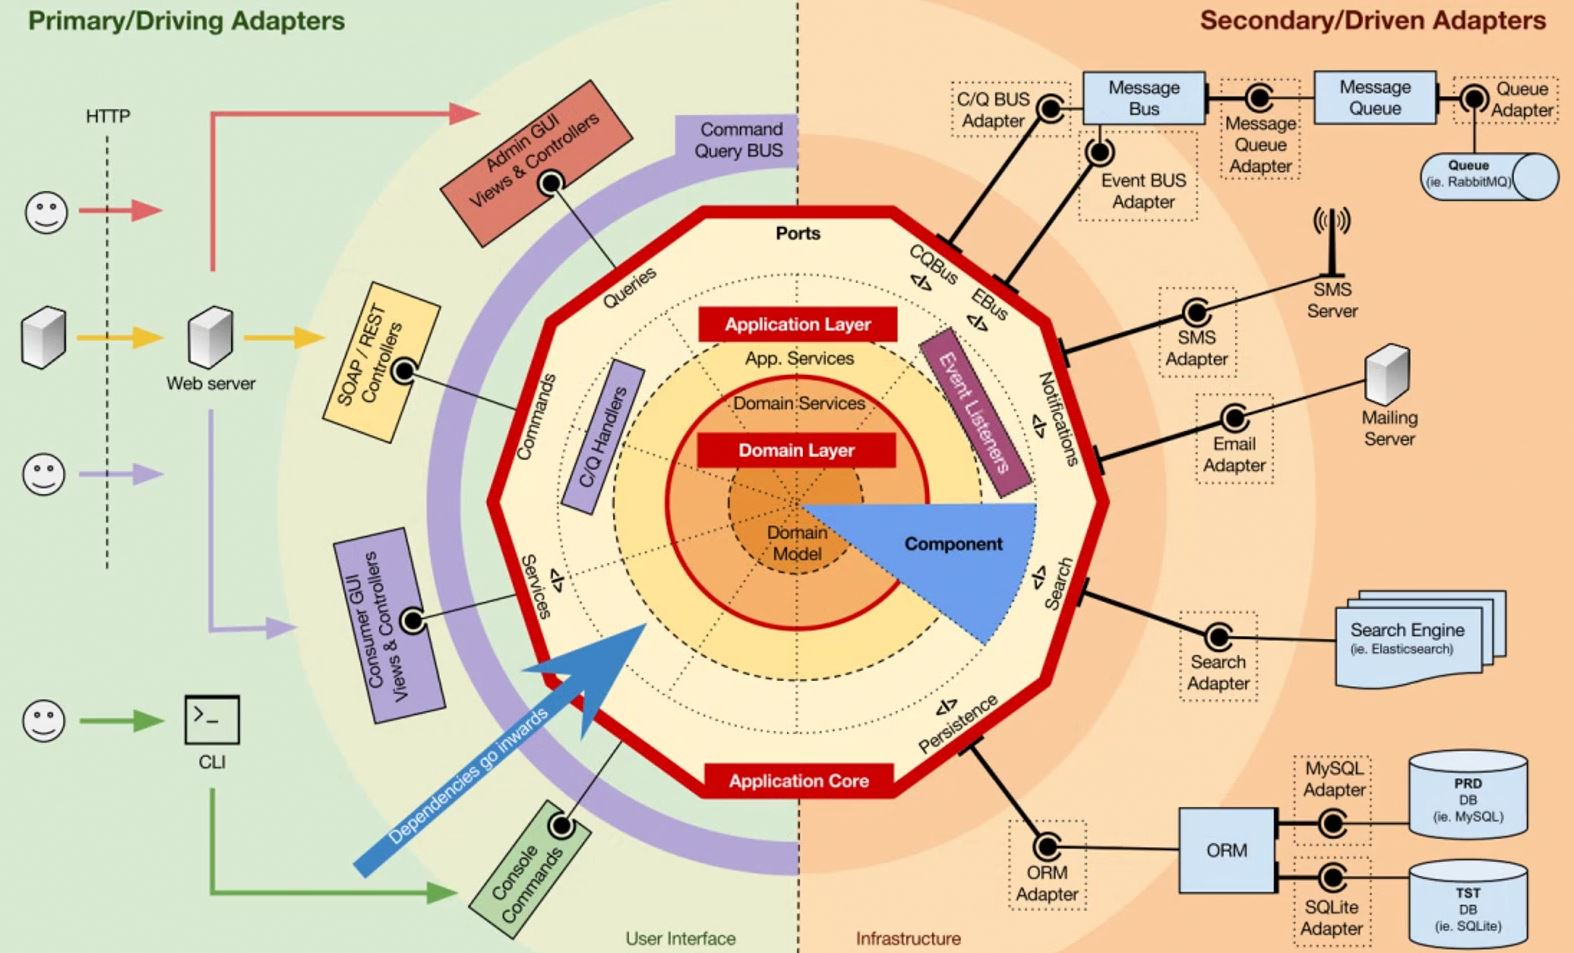 Primary/Driving Adapters
Secondary/Driven Adapters
HTTP
Web server
CLI
Admin GUI
Views & Controllers
SOAP / REST
Controllers
Consumer GUI
Views & Controllers
Console
Commands
Dependencies go inwards
Command
Query BUS
Ports
Queries
Commands
Services
</>
C/Q Handlers
Application Layer
App. Services
Domain Services
Domain Layer
Domain
Model
Component
Event Listeners
Application Core
CQBus
</>
EBus
</>
Notifications
</>
Search
</>
Persistence
</>
C/Q BUS
Adapter
Message
Bus
Event BUS
Adapter
Message
Queue
Adapter
Message
Queue
Queue
Adapter
Queue
(ie. RabbitMQ)
SMS
Adapter
SMS
Server
Email
Adapter
Mailing
Server
Search
Adapter
Search Engine
(ie. Elasticsearch)
ORM
Adapter
ORM
MySQL
Adapter
PRD
DB
(ie. MySQL)
SQLite
Adapter
TST
DB
(ie. SQLite)
User Interface
Infrastructure